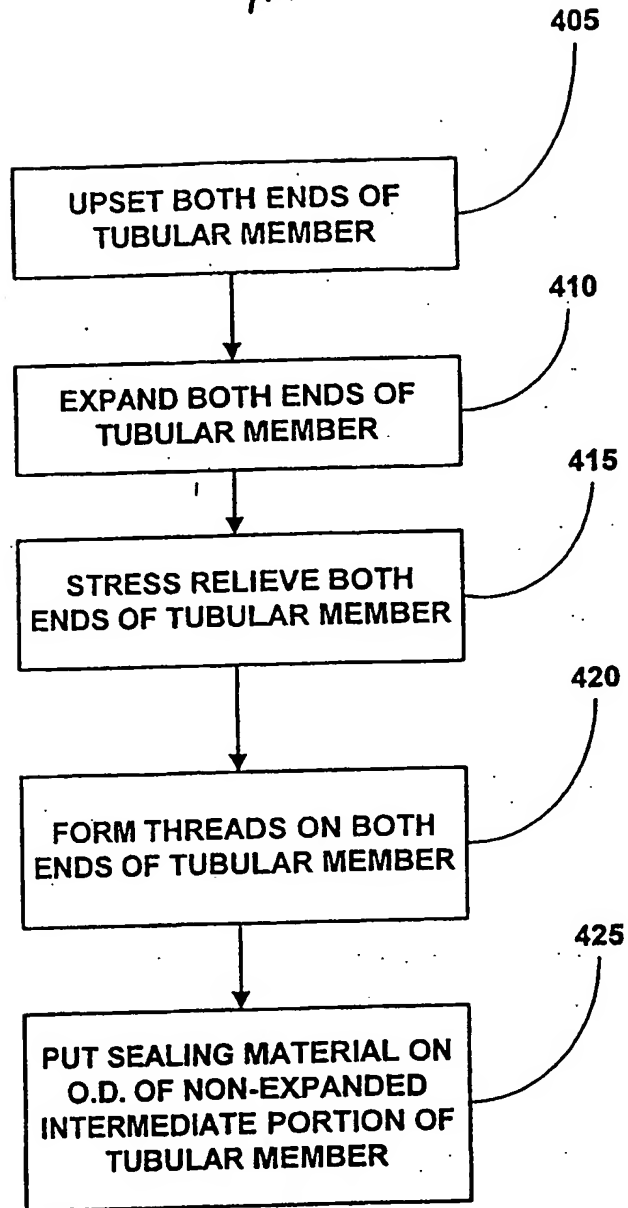 405
UPSET BOTH ENDS OF
TUBULAR MEMBER
410
EXPAND BOTH ENDS OF
TUBULAR MEMBER
415
STRESS RELIEVE BOTH
ENDS OF TUBULAR MEMBER
420
FORM THREADS ON BOTH
ENDS OF TUBULAR MEMBER
425
PUT SEALING MATERIAL ON
O.D. OF NON-EXPANDED
INTERMEDIATE PORTION OF
TUBULAR MEMBER